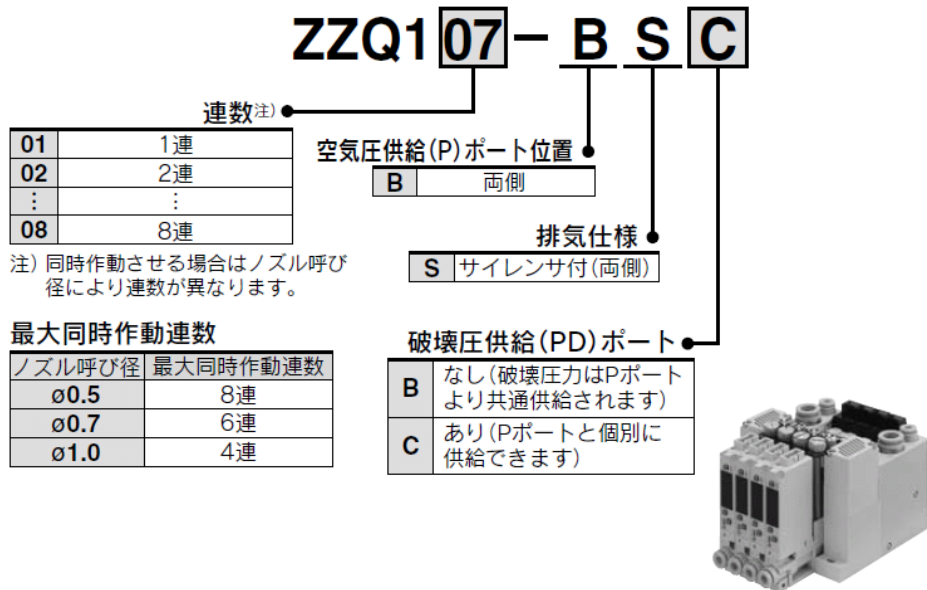 ZZQ1 07 - B S C
連数注)
01 1連
02 2連
⋮ ⋮
08 8連
注) 同時作動させる場合はノズル呼び
径により連数が異なります。
最大同時作動連数
ノズル呼び径 最大同時作動連数
ø0.5 8連
ø0.7 6連
ø1.0 4連
空気圧供給(P)ポート位置
B 両側
排気仕様
S サイレンサ付(両側)
破壊圧供給(PD)ポート
B なし(破壊圧力はPポート
より共通供給されます)
C あり(Pポートと個別に
供給できます)